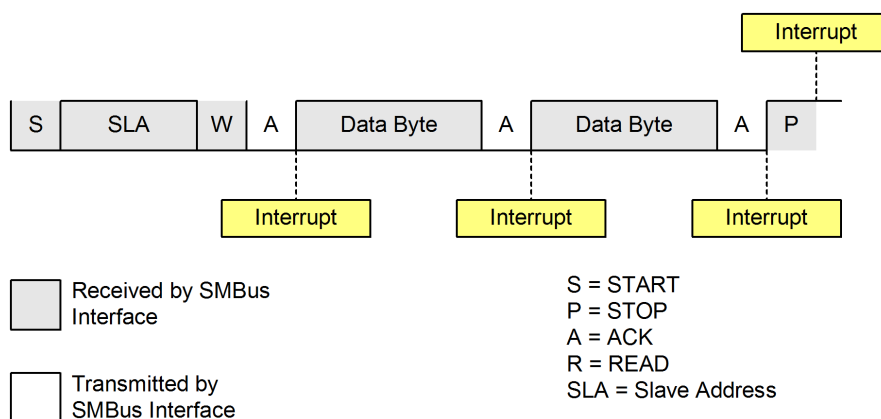 Interrupt
S SLA W A Data Byte A Data Byte A P
Interrupt Interrupt Interrupt
Received by SMBus
Interface
Transmitted by
SMBus Interface
S = START
P = STOP
A = ACK
R = READ
SLA = Slave Address